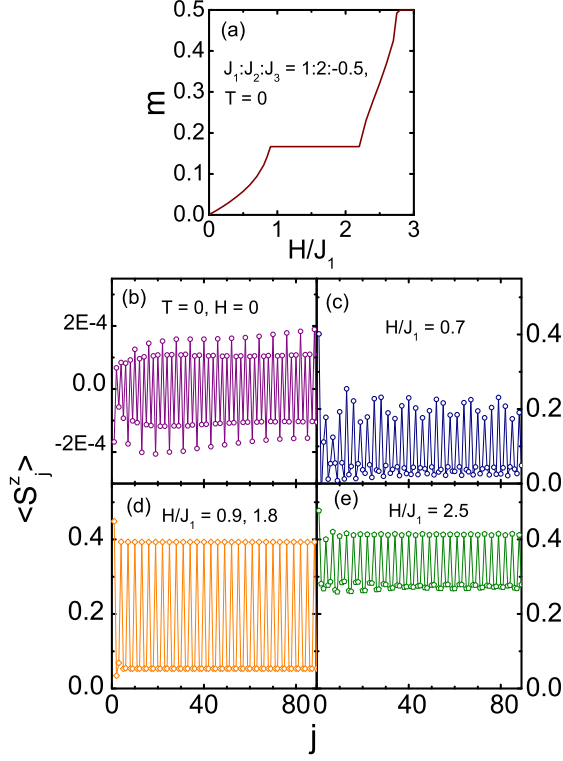 (a)
J₁:J₂:J₃ = 1:2:-0.5,
T = 0
m
0.5
0.4
0.3
0.2
0.1
0.0
0 1 2 3
H/J₁
(b)
T = 0, H = 0
2E-4
0.0
-2E-4
(c)
H/J₁ = 0.7
0.4
0.2
0.0
<Sᶻⱼ>
(d)
H/J₁ = 0.9, 1.8
0.4
0.2
0.0
(e)
H/J₁ = 2.5
0.4
0.2
0.0
0 40 80
0 40 80
j